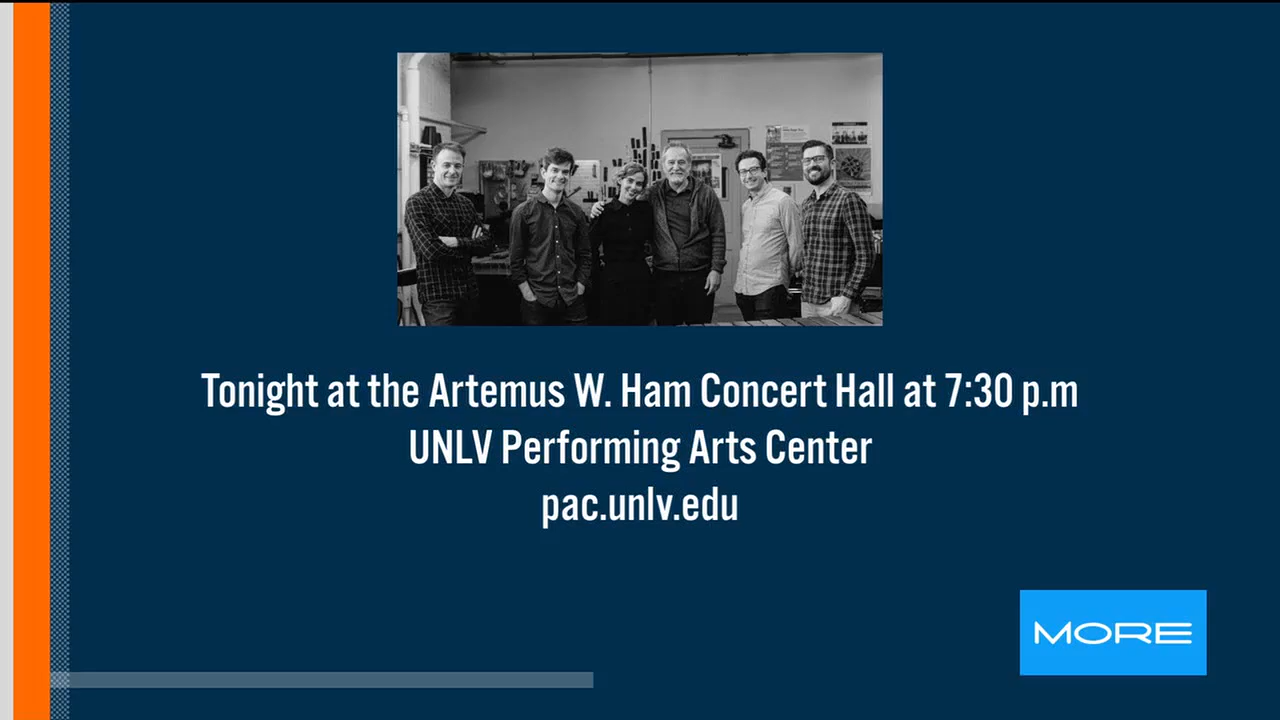 Tonight at the Artemus W. Ham Concert Hall at 7:30 p.m
UNLV Performing Arts Center
pac.unlv.edu
MORE